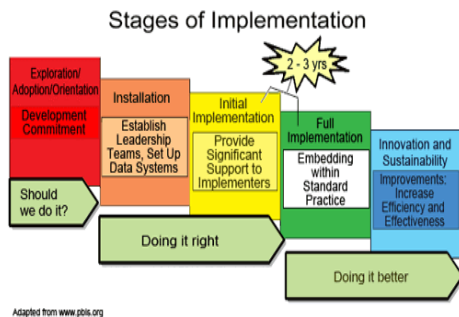 Stages of Implementation
2 - 3 yrs
Exploration/
Adoption/Orientation
Development
Commitment
Installation
Establish
Leadership
Teams, Set Up
Data Systems
Initial
Implementation
Provide
Significant
Support to
Implementers
Full
Implementation
Embedding within
Standard
Practice
Innovation and
Sustainability
Improvements:
Increase
Efficiency and
Effectiveness
Should
we do it?
Doing it right
Doing it better
Adapted from www.pbis.org